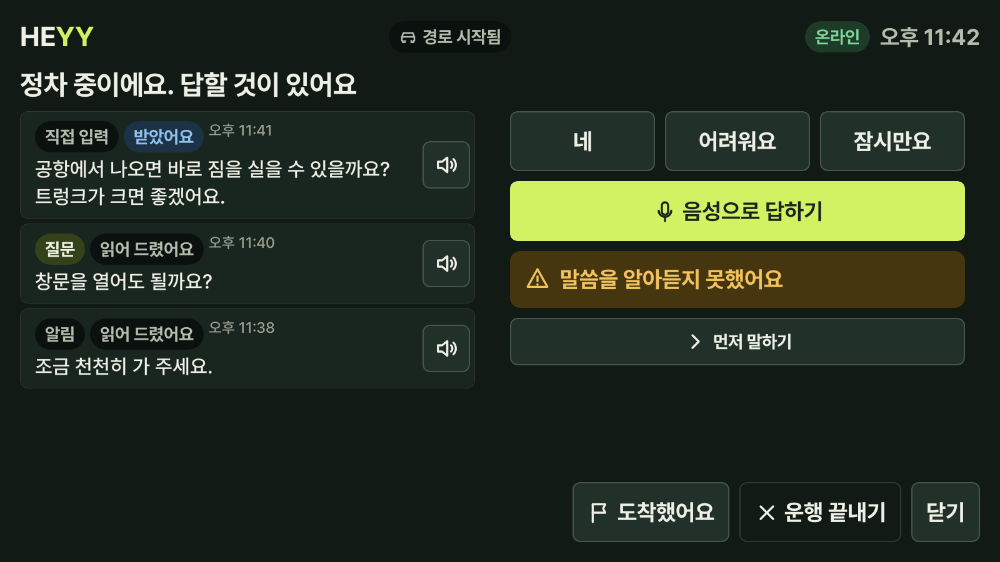 HEYY
경로 시작됨
온라인 오후 11:42
정차 중이에요. 답할 것이 있어요
직접 입력 받았어요 오후 11:41
공항에서 나오면 바로 짐을 실을 수 있을까요?
트렁크가 크면 좋겠어요.
질문 읽어 드렸어요 오후 11:40
창문을 열어도 될까요?
알림 읽어 드렸어요 오후 11:38
조금 천천히 가 주세요.
네 어려워요 잠시만요
음성으로 답하기
말씀을 알아듣지 못했어요
먼저 말하기
도착했어요 운행 끝내기 닫기